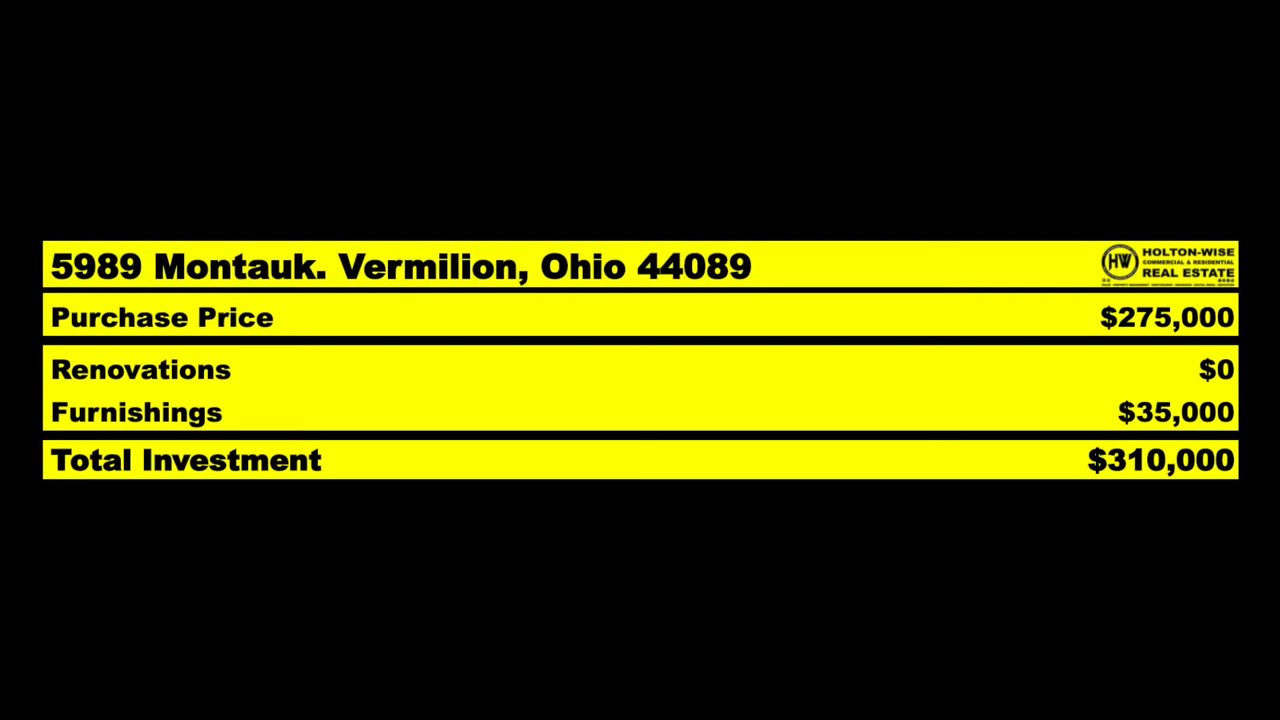 5989 Montauk. Vermilion, Ohio 44089
HW
HOLTON-WISE
COMMERCIAL & RESIDENTIAL
REAL ESTATE
Purchase Price $275,000
Renovations $0
Furnishings $35,000
Total Investment $310,000